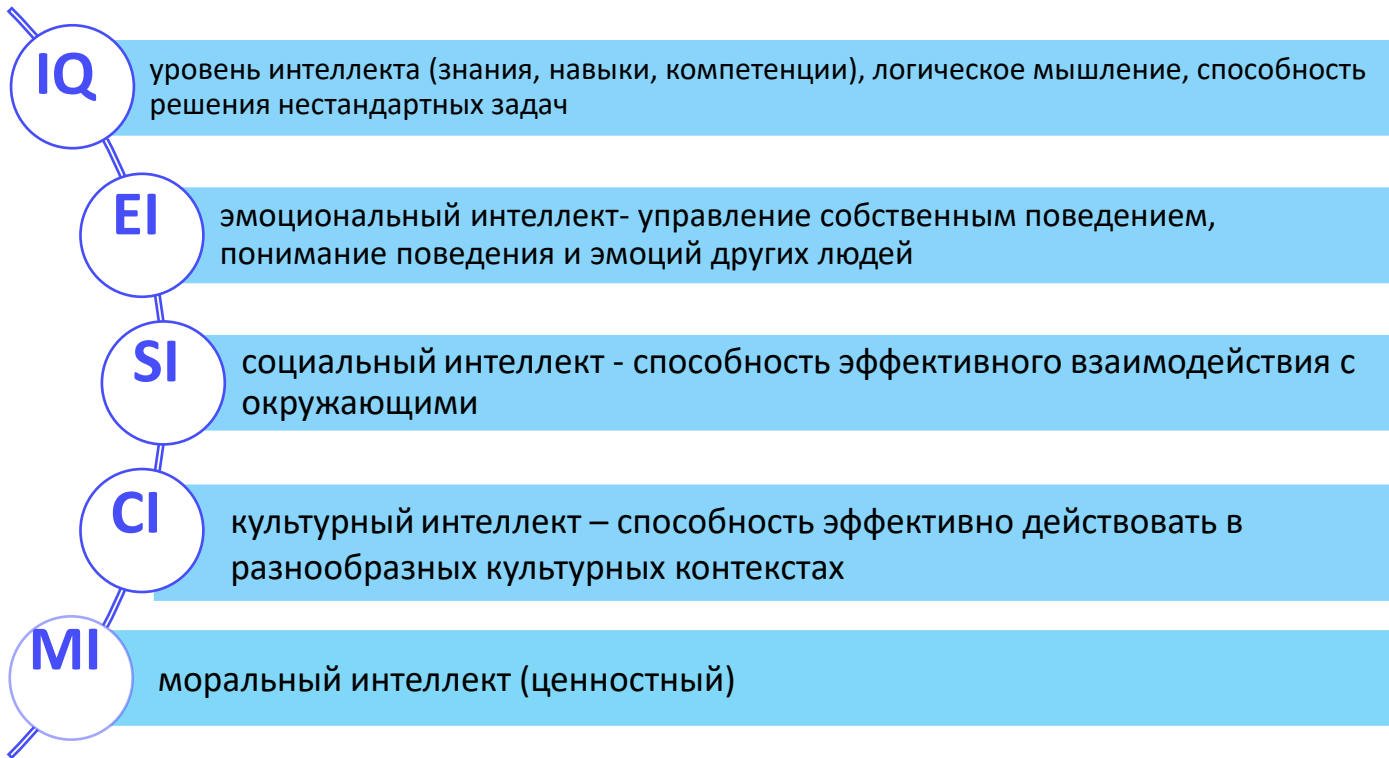 IQ
уровень интеллекта (знания, навыки, компетенции), логическое мышление, способность
решения нестандартных задач
EI
эмоциональный интеллект- управление собственным поведением,
понимание поведения и эмоций других людей
SI
социальный интеллект - способность эффективного взаимодействия с
окружающими
CI
культурный интеллект – способность эффективно действовать в
разнообразных культурных контекстах
MI
моральный интеллект (ценностный)